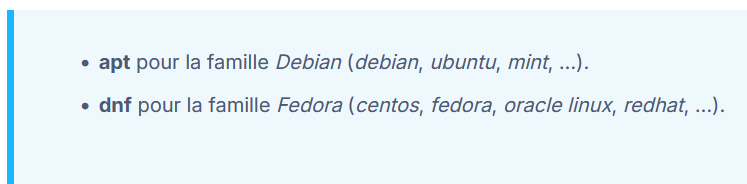 • apt pour la famille Debian (debian, ubuntu, mint, ...).
• dnf pour la famille Fedora (centos, fedora, oracle linux, redhat, ...).